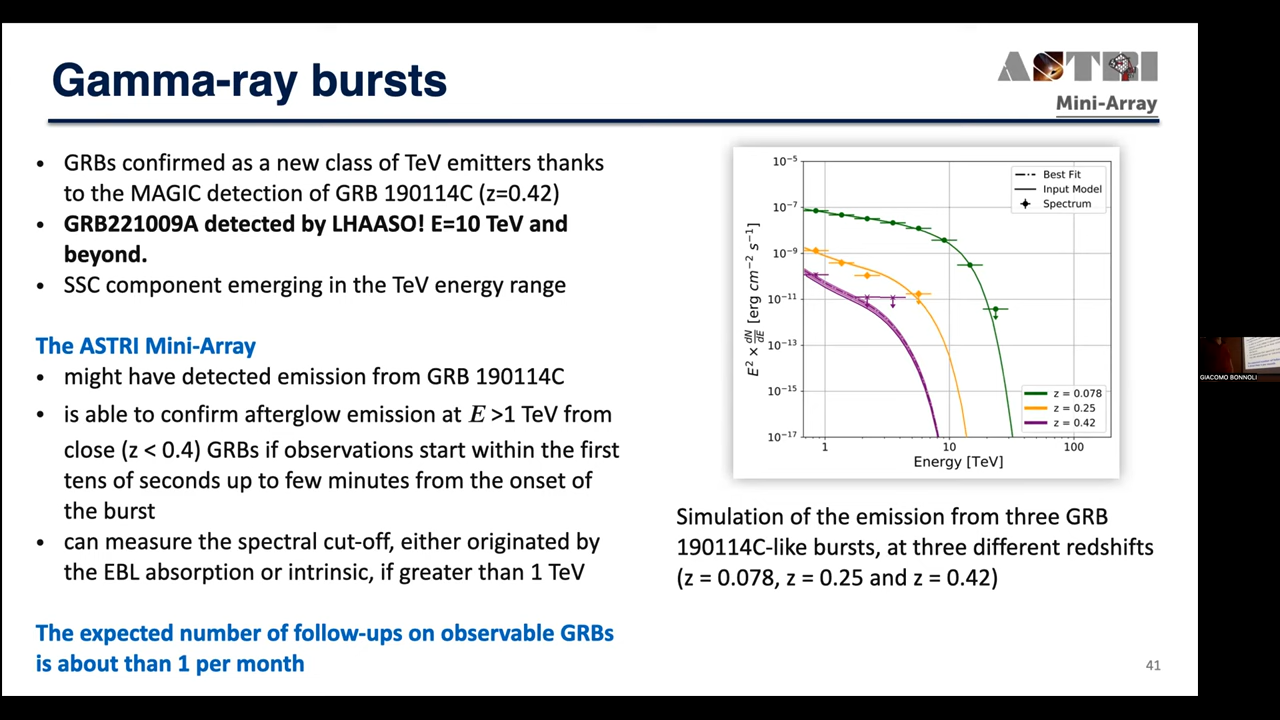 Gamma-ray bursts
ASTRI
Mini-Array
• GRBs confirmed as a new class of TeV emitters thanks
to the MAGIC detection of GRB 190114C (z=0.42)
• GRB221009A detected by LHAASO! E=10 TeV and
beyond.
• SSC component emerging in the TeV energy range
The ASTRI Mini-Array
• might have detected emission from GRB 190114C
• is able to confirm afterglow emission at E >1 TeV from
close (z < 0.4) GRBs if observations start within the first
tens of seconds up to few minutes from the onset of
the burst
• can measure the spectral cut-off, either originated by
the EBL absorption or intrinsic, if greater than 1 TeV
The expected number of follow-ups on observable GRBs
is about than 1 per month
10⁻⁵
10⁻⁷
10⁻⁹
10⁻¹¹
10⁻¹³
10⁻¹⁵
10⁻¹⁷
E² × dN/dE [erg cm⁻² s⁻¹]
Best Fit
Input Model
Spectrum
z = 0.078
z = 0.25
z = 0.42
1 10 100
Energy [TeV]
Simulation of the emission from three GRB
190114C-like bursts, at three different redshifts
(z = 0.078, z = 0.25 and z = 0.42)
41
GIACOMO BONNOLI